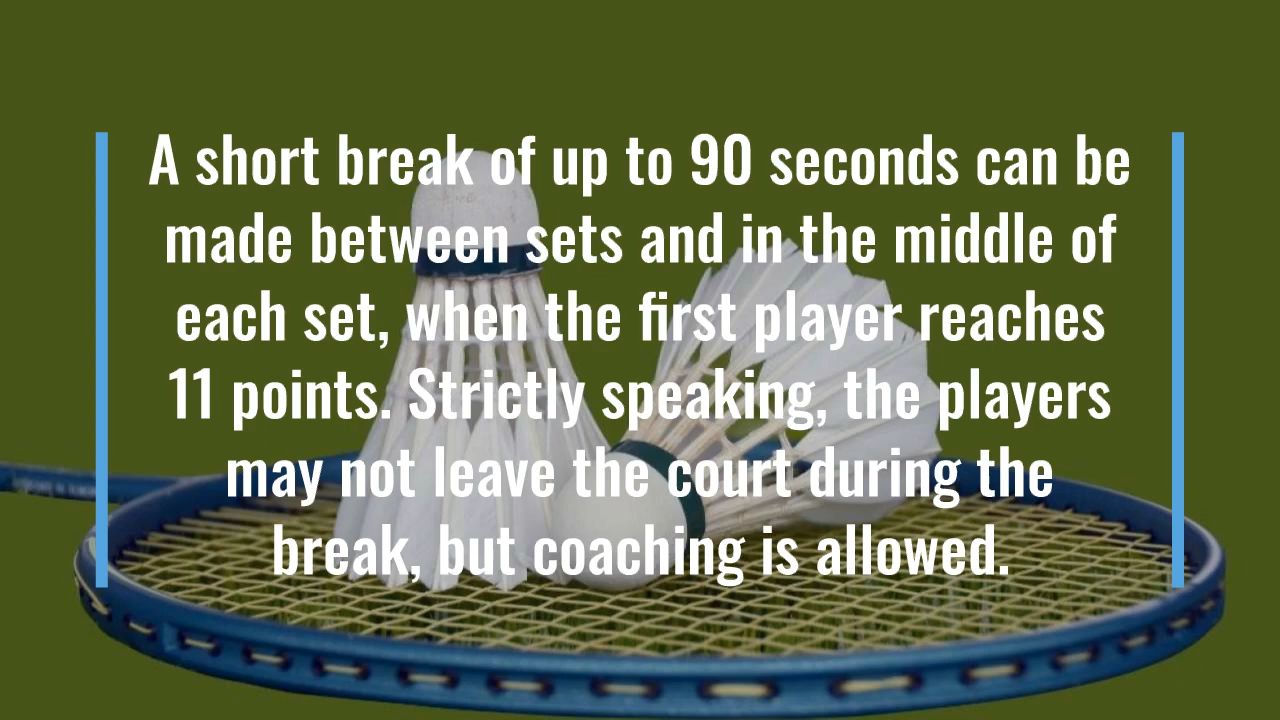 A short break of up to 90 seconds can be
made between sets and in the middle of
each set, when the first player reaches
11 points. Strictly speaking, the players
may not leave the court during the
break, but coaching is allowed.